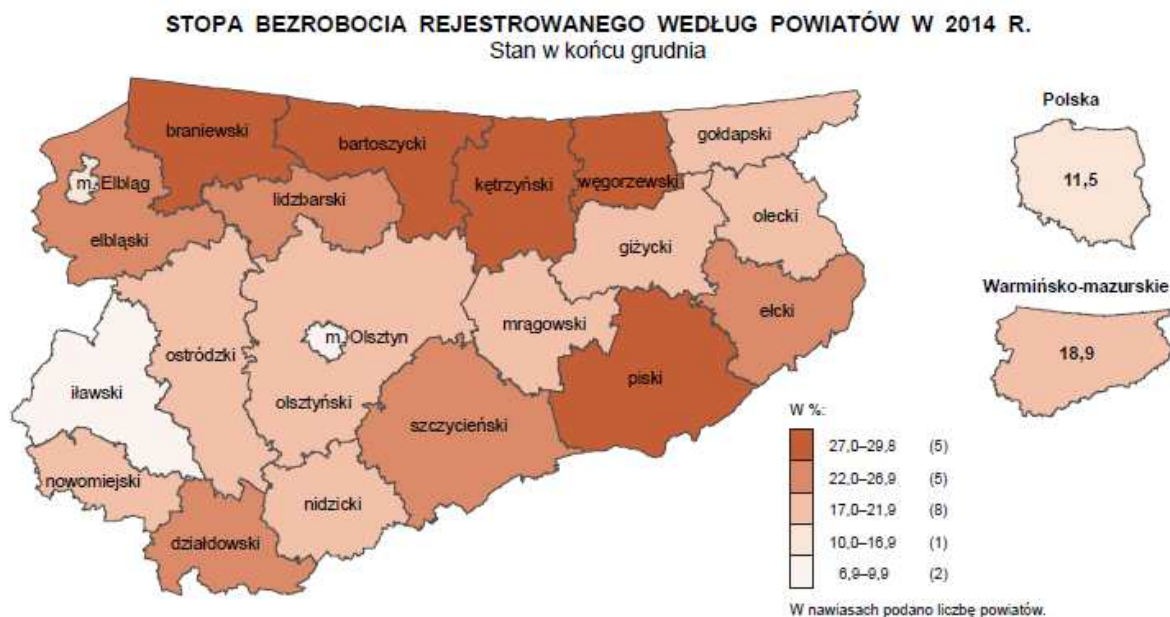 STOPA BEZROBOCIA REJESTROWANEGO WEDŁUG POWIATÓW W 2014 R.
Stan w końcu grudnia
Polska
11,5
Warmińsko-mazurskie
18,9
braniewski
bartoszycki
kętrzyński
węgorzewski
gołdapski
m. Elbląg
lidzbarski
olecki
elbląski
giżycki
ełcki
mrągowski
m. Olsztyn
ostródzki
iławski
olsztyński
piski
szczycieński
nowomiejski
nidzicki
działdowski
W %:
27,0–29,8 (5)
22,0–26,9 (5)
17,0–21,9 (8)
10,0–16,9 (1)
6,9–9,9 (2)
W nawiasach podano liczbę powiatów.